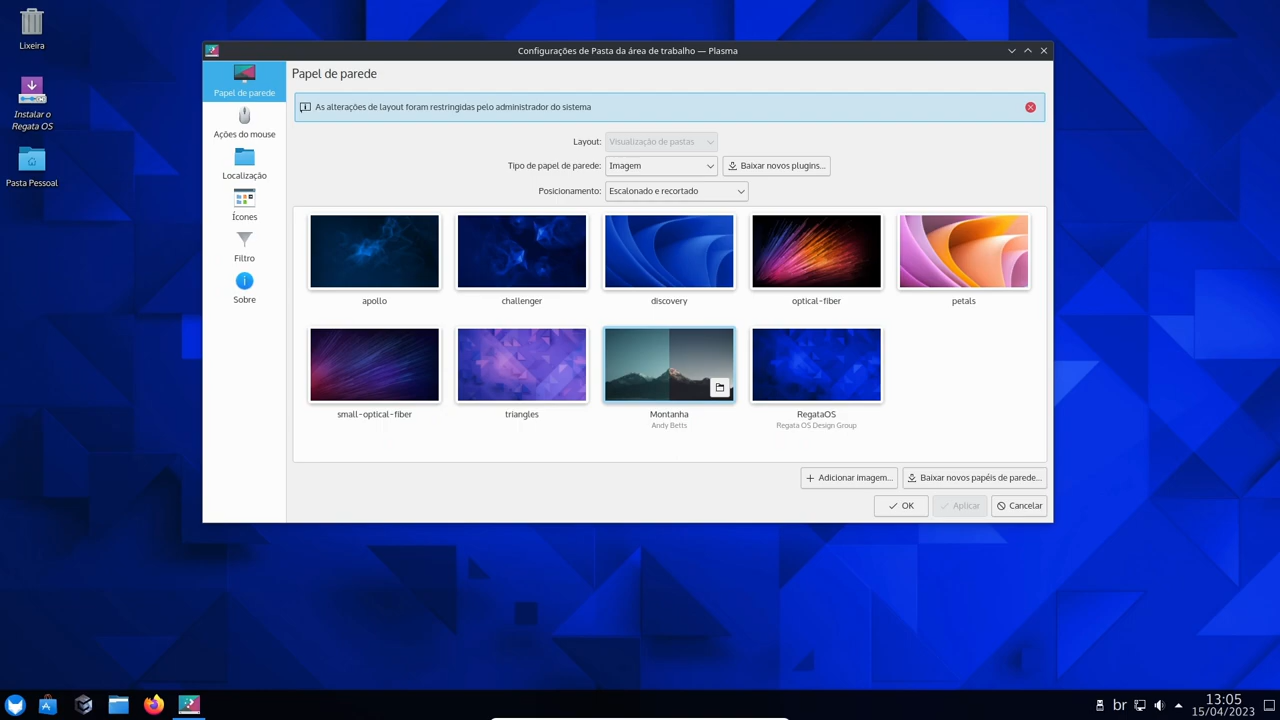 Lixeira
Instalar o
Regata OS
Pasta Pessoal
Configurações de Pasta da área de trabalho — Plasma
Papel de parede
Ações do mouse
Localização
Ícones
Filtro
Sobre
Papel de parede
As alterações de layout foram restringidas pelo administrador do sistema
Layout: Visualização de pastas
Tipo de papel de parede: Imagem Baixar novos plugins...
Posicionamento: Escalonado e recortado
apollo challenger discovery optical-fiber petals
small-optical-fiber triangles Montanha RegataOS
Andy Betts Regata OS Design Group
Adicionar imagem... Baixar novos papéis de parede...
OK Aplicar Cancelar
br
13:05
15/04/2023